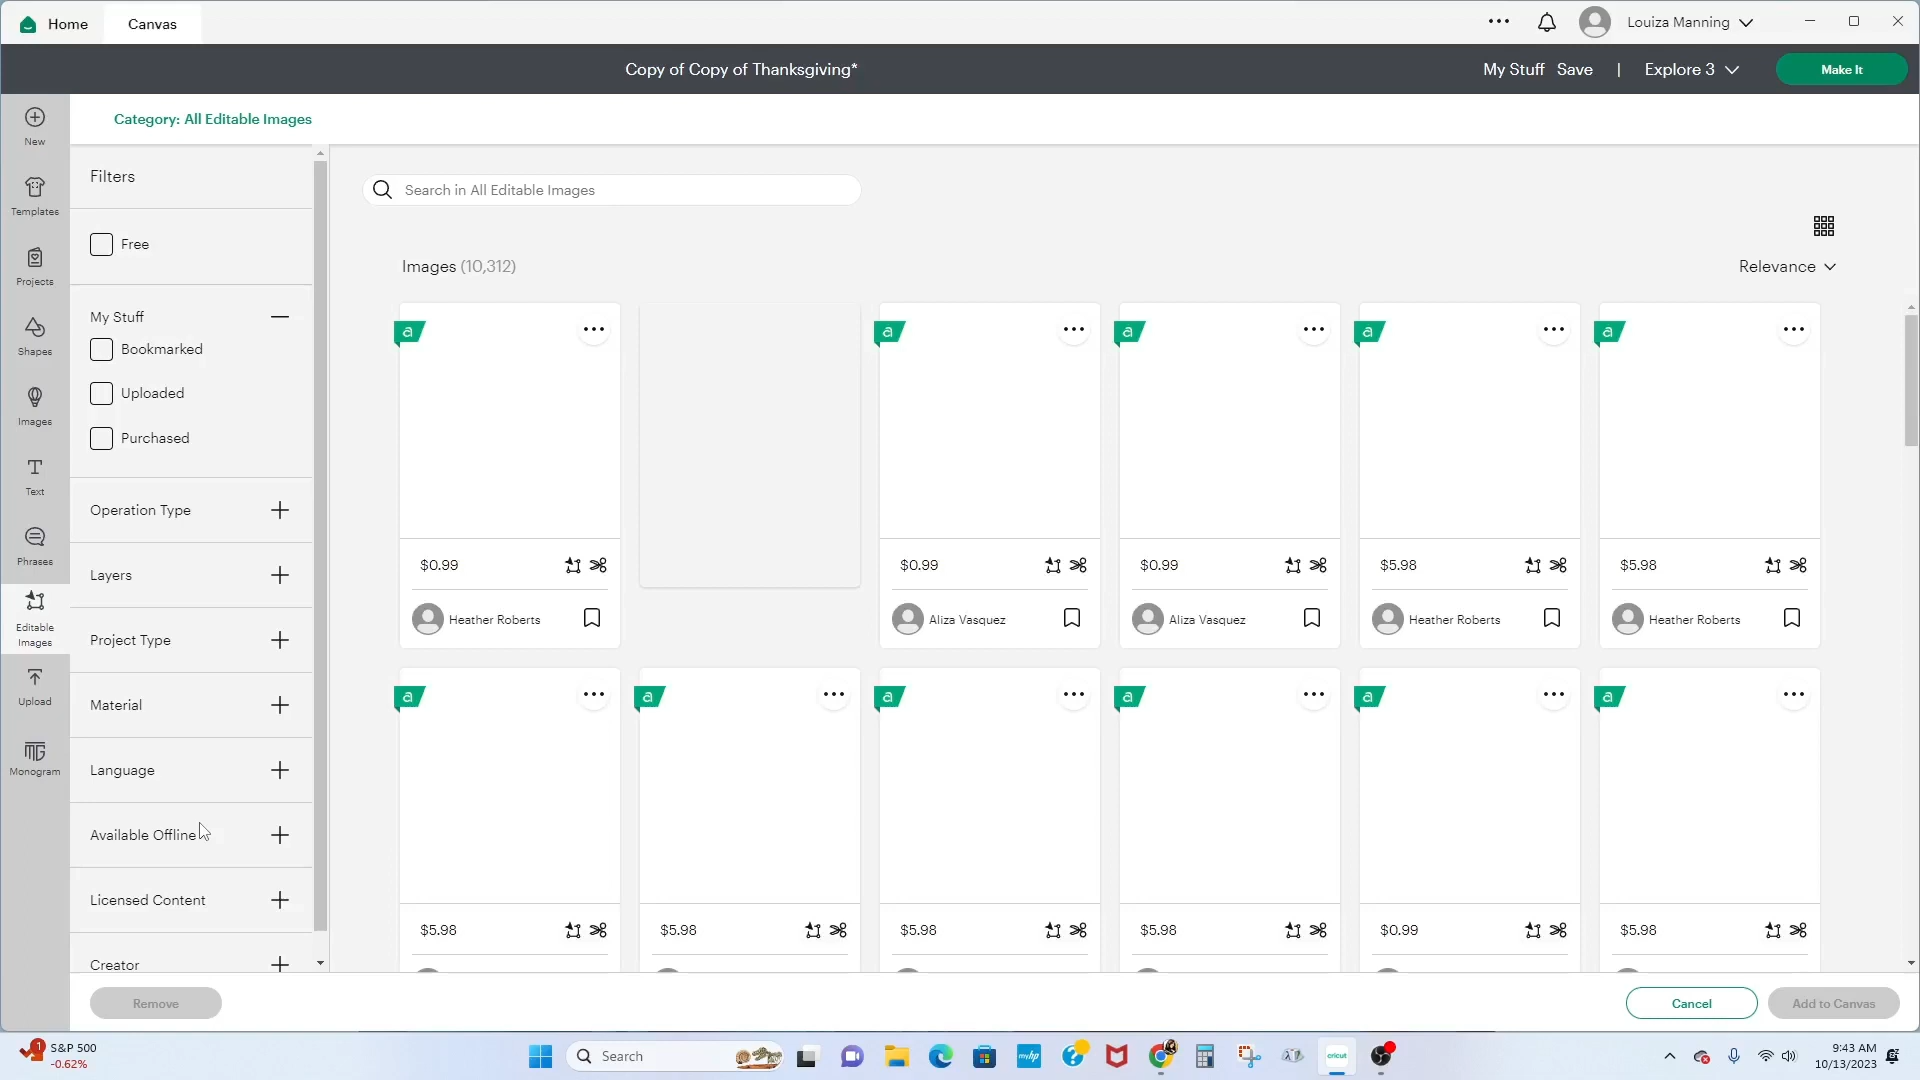 Home
Canvas
Louiza Manning
Copy of Copy of Thanksgiving*
My Stuff
Save
|
Explore 3
Make It
Category: All Editable Images
New
Templates
Projects
Shapes
Images
Text
Phrases
Editable
Images
Upload
Monogram
Filters
Free
My Stuff
Bookmarked
Uploaded
Purchased
Operation Type
Layers
Project Type
Material
Language
Available Offline
Licensed Content
Creator
Search in All Editable Images
Images (10,312)
Relevance
a
a
a
a
a
$0.99
$0.99
$0.99
$5.98
$5.98
Heather Roberts
Aliza Vasquez
Aliza Vasquez
Heather Roberts
Heather Roberts
a
a
a
a
a
a
$5.98
$5.98
$5.98
$5.98
$0.99
$5.98
Remove
Cancel
Add to Canvas
1
S&P 500
-0.62%
Search
myhp
cricut
9:43 AM
10/13/2023